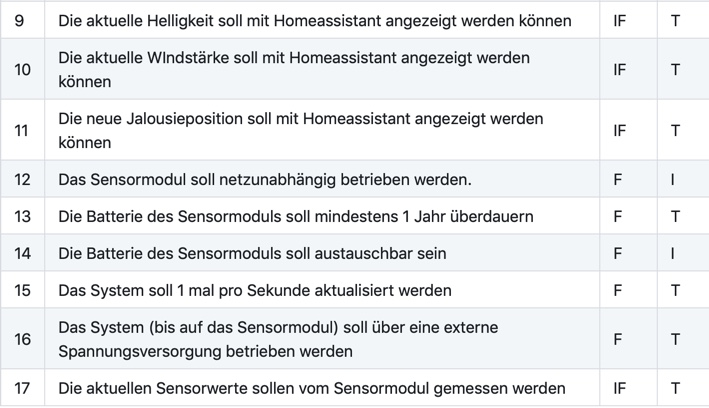 9 Die aktuelle Helligkeit soll mit Homeassistant angezeigt werden können IF T
10 Die aktuelle WIndstärke soll mit Homeassistant angezeigt werden
können IF T
11 Die neue Jalousieposition soll mit Homeassistant angezeigt werden
können IF T
12 Das Sensormodul soll netzunabhängig betrieben werden. F I
13 Die Batterie des Sensormoduls soll mindestens 1 Jahr überdauern F T
14 Die Batterie des Sensormoduls soll austauschbar sein F I
15 Das System soll 1 mal pro Sekunde aktualisiert werden F T
16 Das System (bis auf das Sensormodul) soll über eine externe
Spannungsversorgung betrieben werden F T
17 Die aktuellen Sensorwerte sollen vom Sensormodul gemessen werden IF T